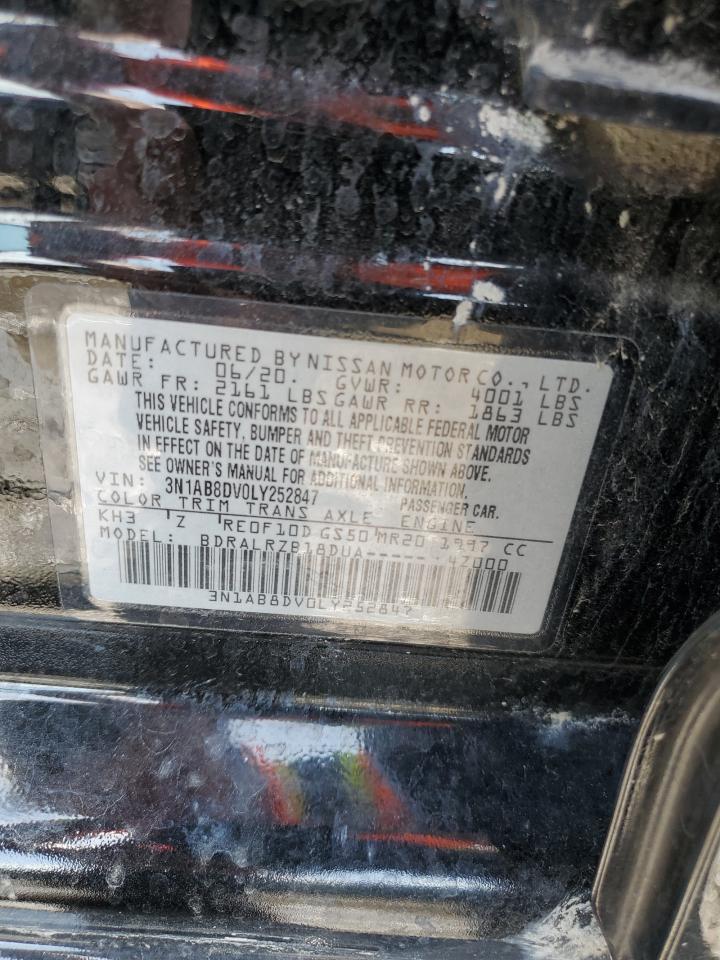 MANUFACTURED BY NISSAN MOTOR CO., LTD.
DATE: 06/20. GVWR: 4001 LBS
GAWR FR: 2161 LBS GAWR RR: 1863 LBS
THIS VEHICLE CONFORMS TO ALL APPLICABLE FEDERAL MOTOR
VEHICLE SAFETY, BUMPER AND THEFT PREVENTION STANDARDS
IN EFFECT ON THE DATE OF MANUFACTURE SHOWN ABOVE.
SEE OWNER'S MANUAL FOR ADDITIONAL INFORMATION.
VIN: 3N1AB8DV0LY252847 PASSENGER CAR.
COLOR TRIM TRANS AXLE ENGINE
KH3 Z RE0F10D GS50 MR20 1997 CC
MODEL: BDRALRZB18DUA------4Z000
3N1AB8DV0LY252847